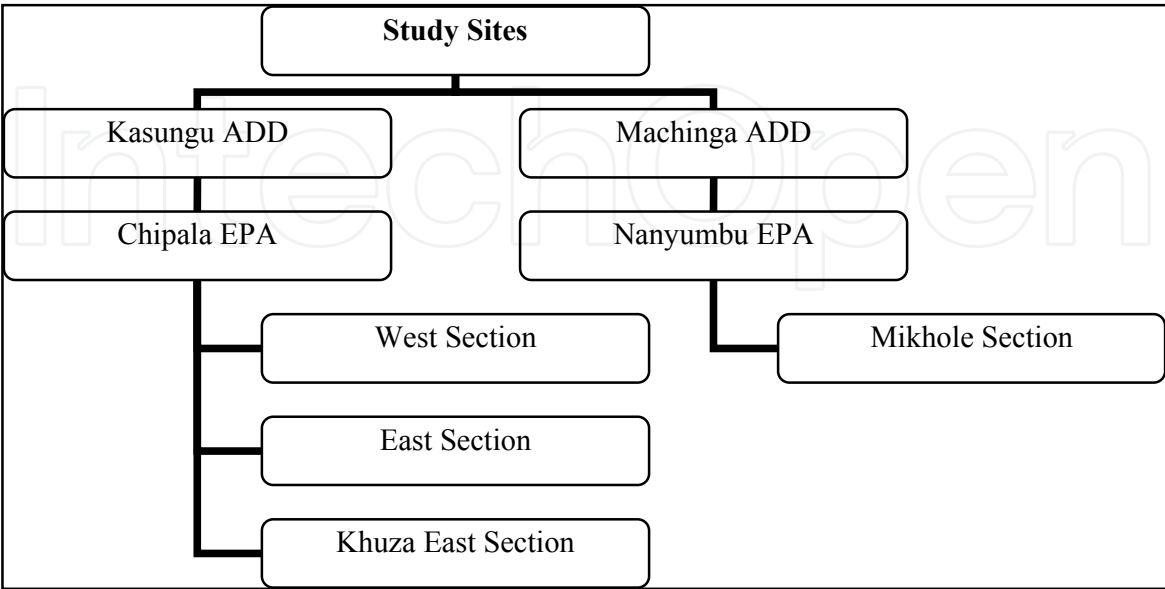 Study Sites
Kasungu ADD
Machinga ADD
IntechOpen
Chipala EPA
Nanyumbu EPA
West Section
Mikhole Section
East Section
Khuza East Section